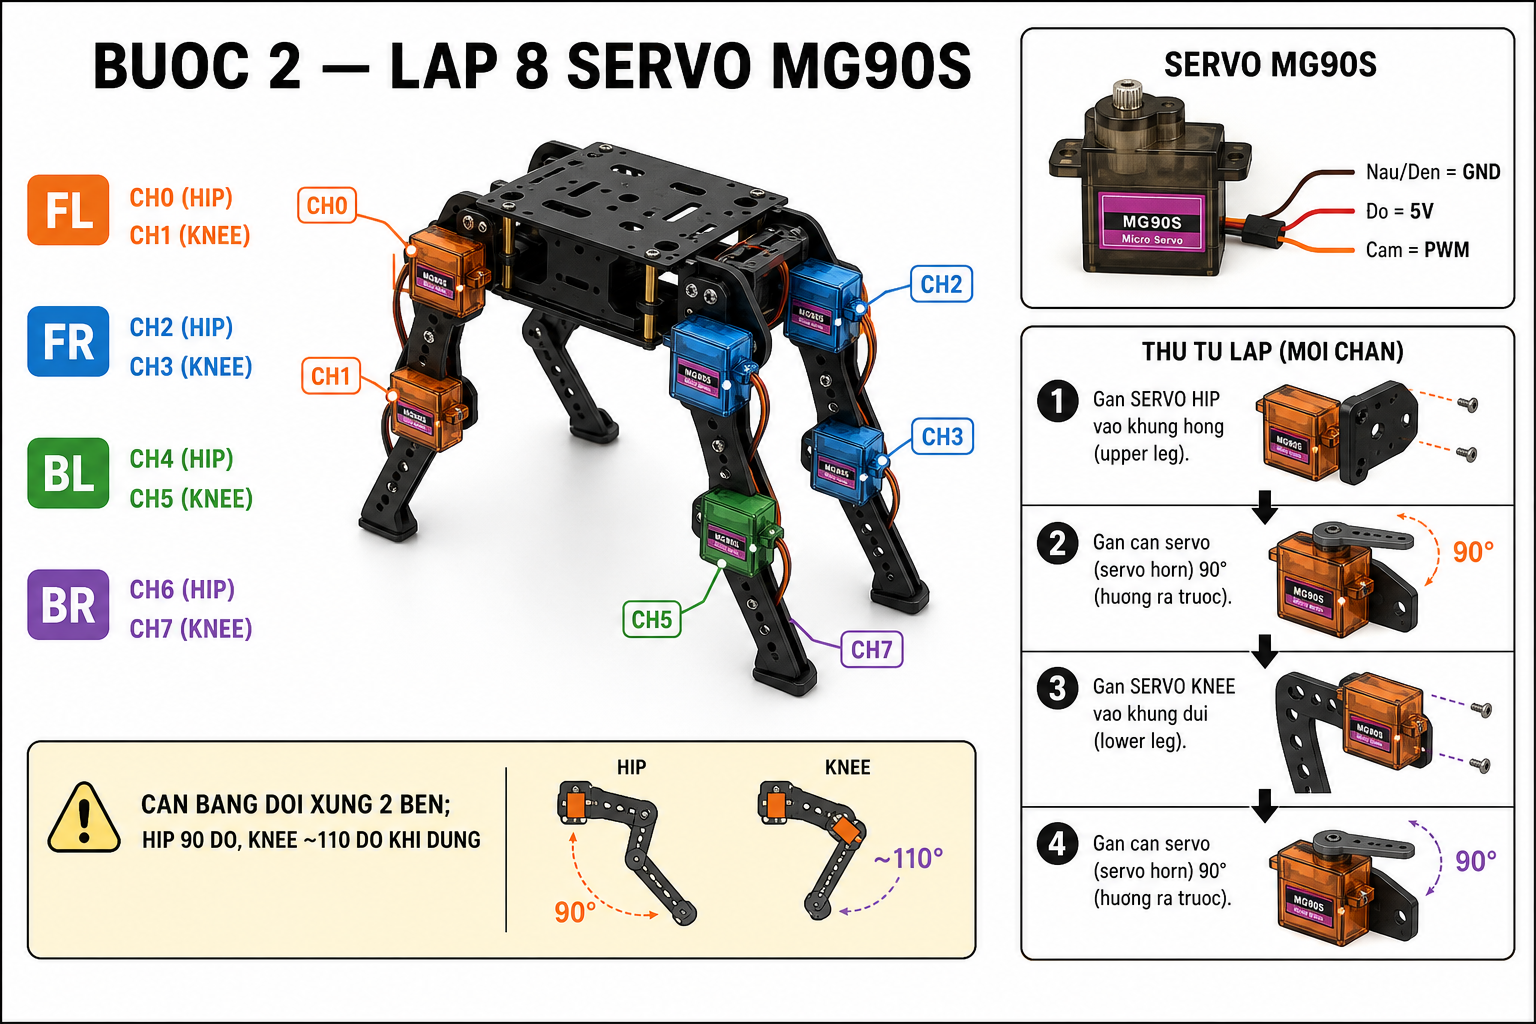 BUOC 2 — LAP 8 SERVO MG90S
FL
CH0 (HIP)
CH1 (KNEE)
FR
CH2 (HIP)
CH3 (KNEE)
BL
CH4 (HIP)
CH5 (KNEE)
BR
CH6 (HIP)
CH7 (KNEE)
CH0
CH1
CH2
CH3
CH5
CH7
SERVO MG90S
MG90S
Micro Servo
Nau/Den = GND
Đo = 5V
Cam = PWM
THU TU LAP (MOI CHAN)
1
Gan SERVO HIP
vao khung hong
(upper leg).
2
Gan can servo
(servo horn) 90°
(hương ra truoc).
90°
MG90S
3
Gan SERVO KNEE
vao khung dui
(lower leg).
4
Gan can servo
(servo horn) 90°
(hương ra truoc).
90°
MG90S
CAN BANG DOI XUNG 2 BEN;
HIP 90 DO, KNEE ~110 DO KHI DUNG
HIP
90°
KNEE
~110°